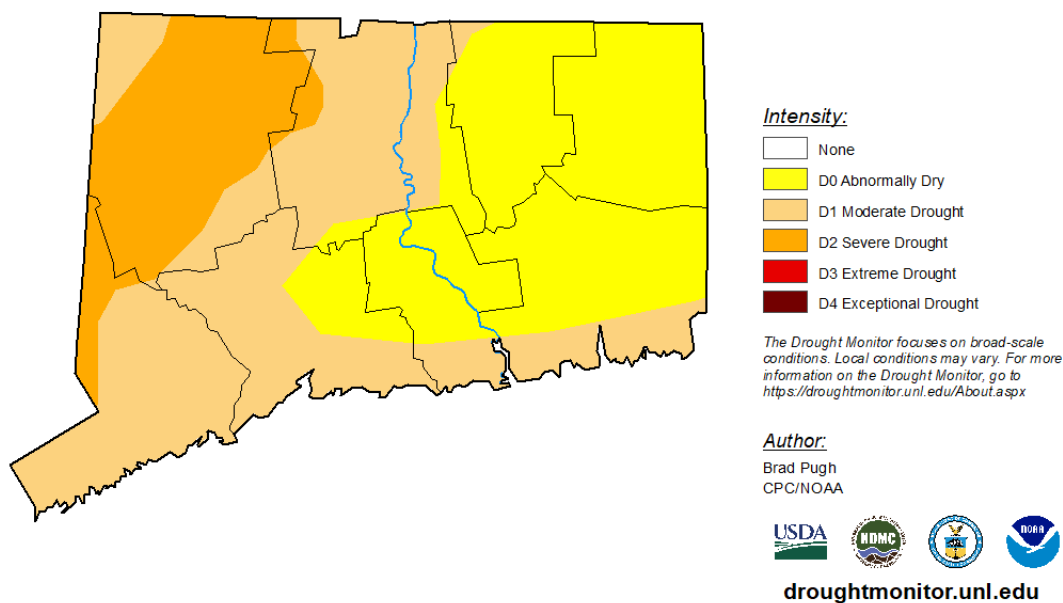 Intensity:
None
D0 Abnormally Dry
D1 Moderate Drought
D2 Severe Drought
D3 Extreme Drought
D4 Exceptional Drought
The Drought Monitor focuses on broad-scale
conditions. Local conditions may vary. For more
information on the Drought Monitor, go to
https://droughtmonitor.unl.edu/About.aspx
Author:
Brad Pugh
CPC/NOAA
USDA
NDMC
NOAA
droughtmonitor.unl.edu